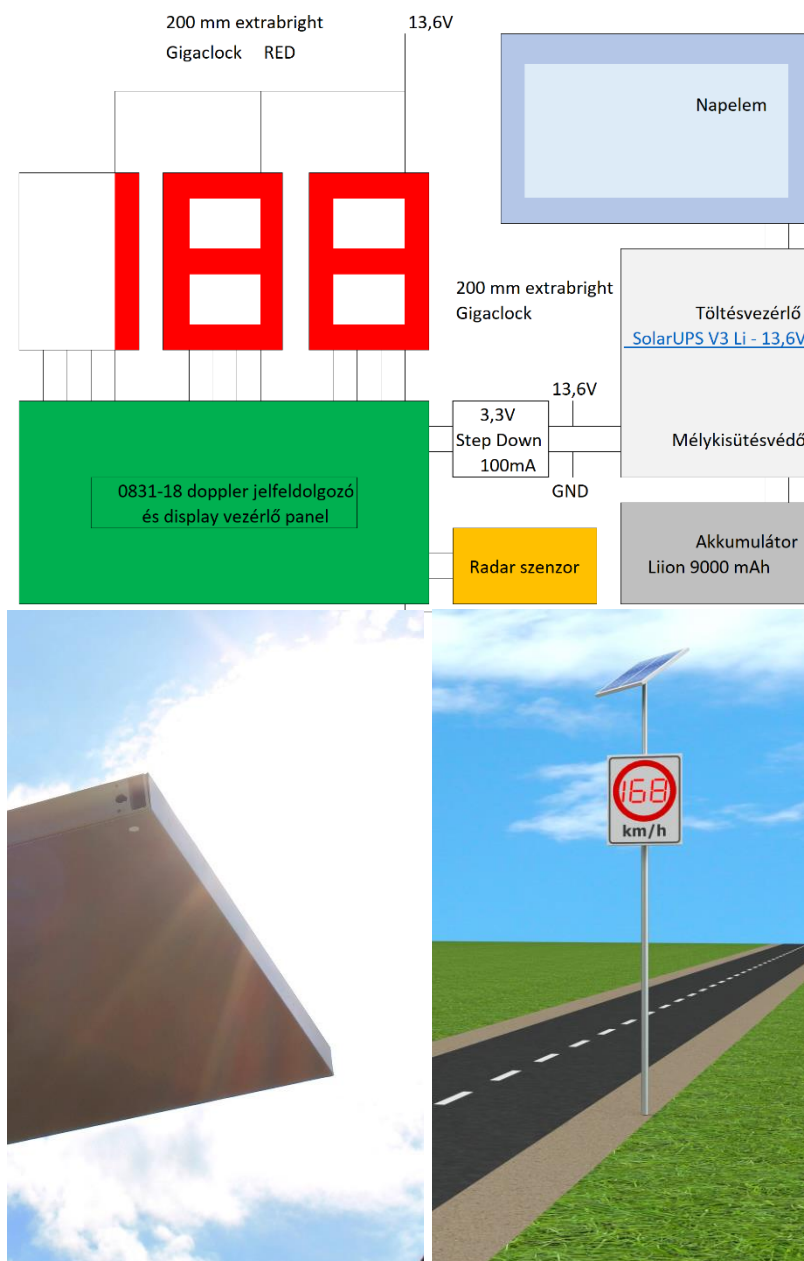 200 mm extrabright
Gigaclock RED
13,6V
Napelem
188
200 mm extrabright
Gigaclock
Töltésvezérlő
SolarUPS V3 Li - 13,6V
Mélykisütésvédő
13,6V
3,3V
Step Down
100mA
GND
0831-18 doppler jelfeldolgozó
és display vezérlő panel
Radar szenzor
Akkumulátor
Liion 9000 mAh
168
km/h